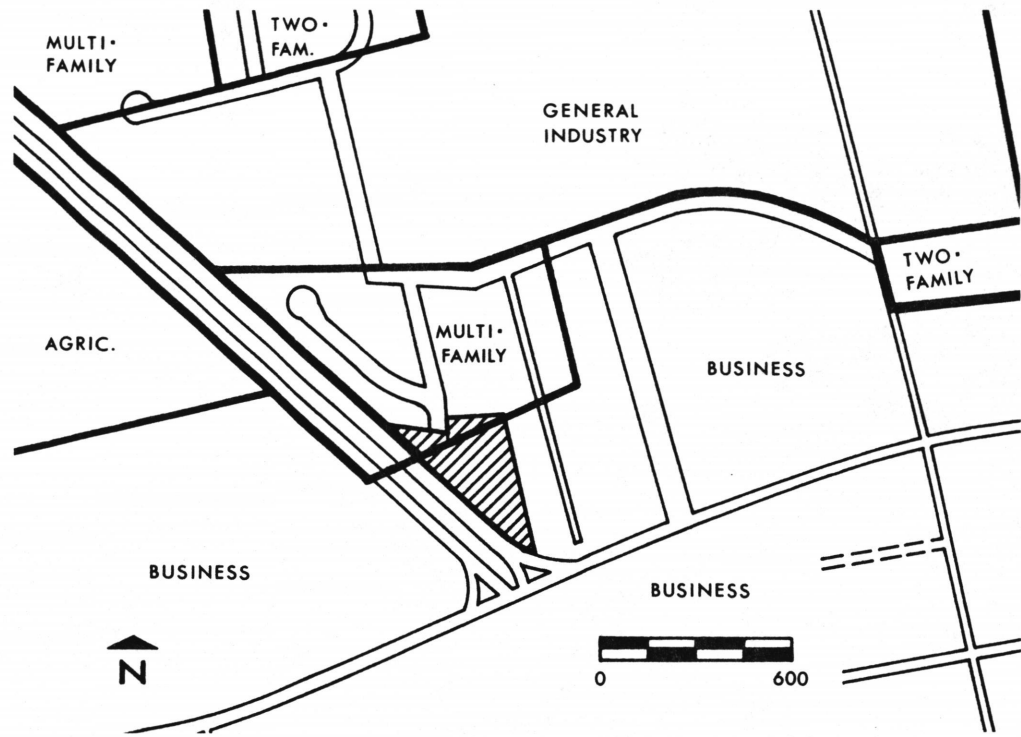 MULTI·
FAMILY
TWO·
FAM.
GENERAL
INDUSTRY
TWO·
FAMILY
AGRIC.
MULTI·
FAMILY
BUSINESS
BUSINESS
BUSINESS
N
0 600